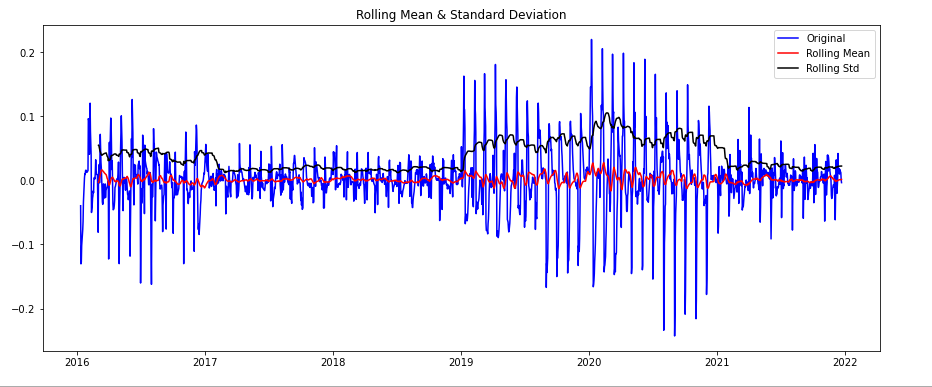 Rolling Mean & Standard Deviation
Original
Rolling Mean
Rolling Std
0.2
0.1
0.0
−0.1
−0.2
2016 2017 2018 2019 2020 2021 2022